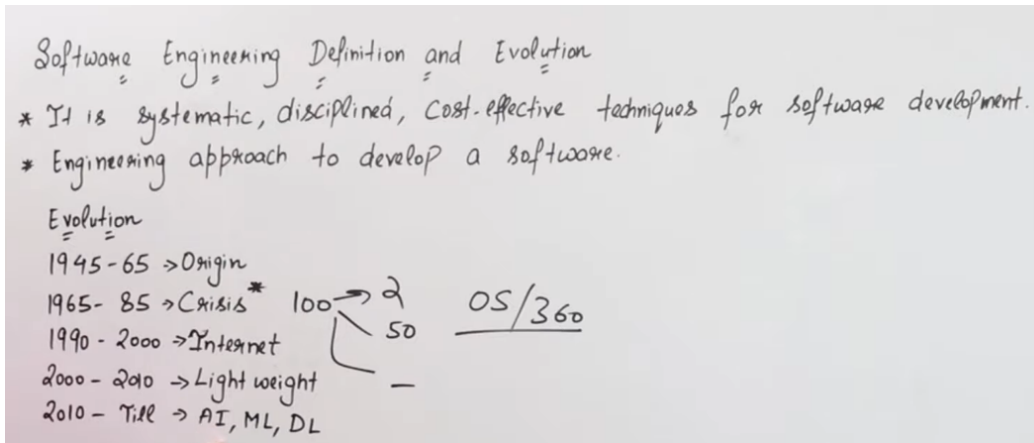 Software Engineering Definition and Evolution
* It is systematic, disciplined, cost-effective techniques for software development.
* Engineering approach to develop a software.
Evolution
1945-65 → Origin
1965-85 → Crisis* 100 → 2 OS/360
50
1990-2000 → Internet
2000-2010 → Light weight –
2010- Till → AI, ML, DL